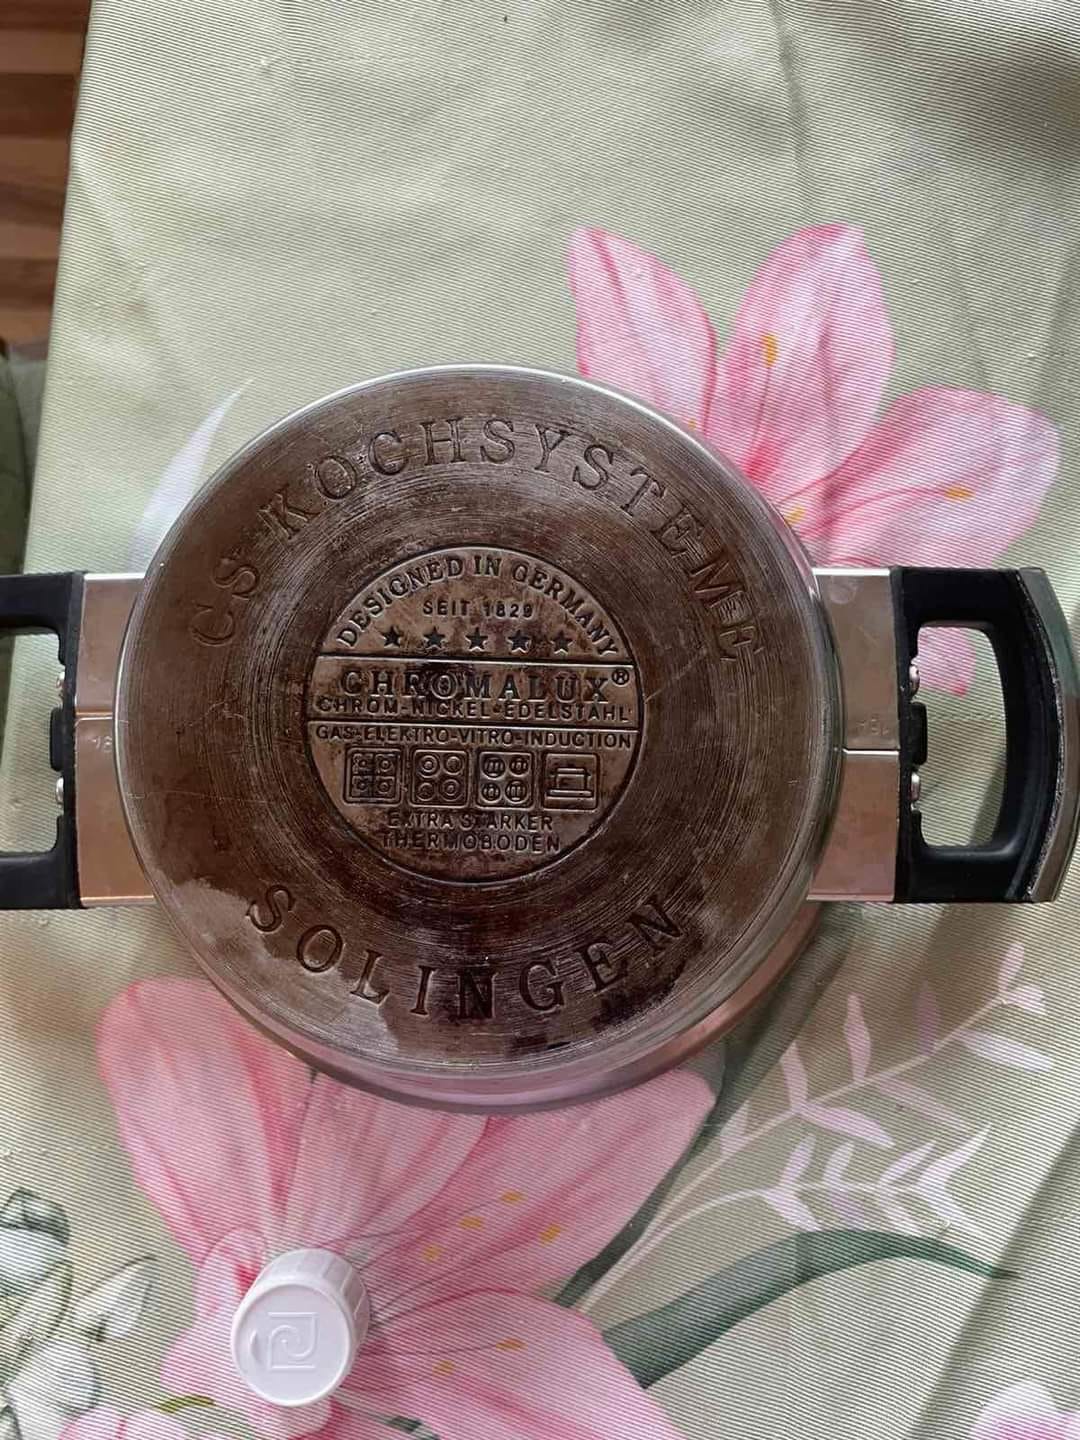 CS KOCHSYSTEME
DESIGNED IN GERMANY
SEIT 1829
CHROMALUX®
CHROM-NICKEL-EDELSTAHL
GAS-ELEKTRO-VITRO-INDUCTION
EXTRA STARKER
THERMOBODEN
SOLINGEN